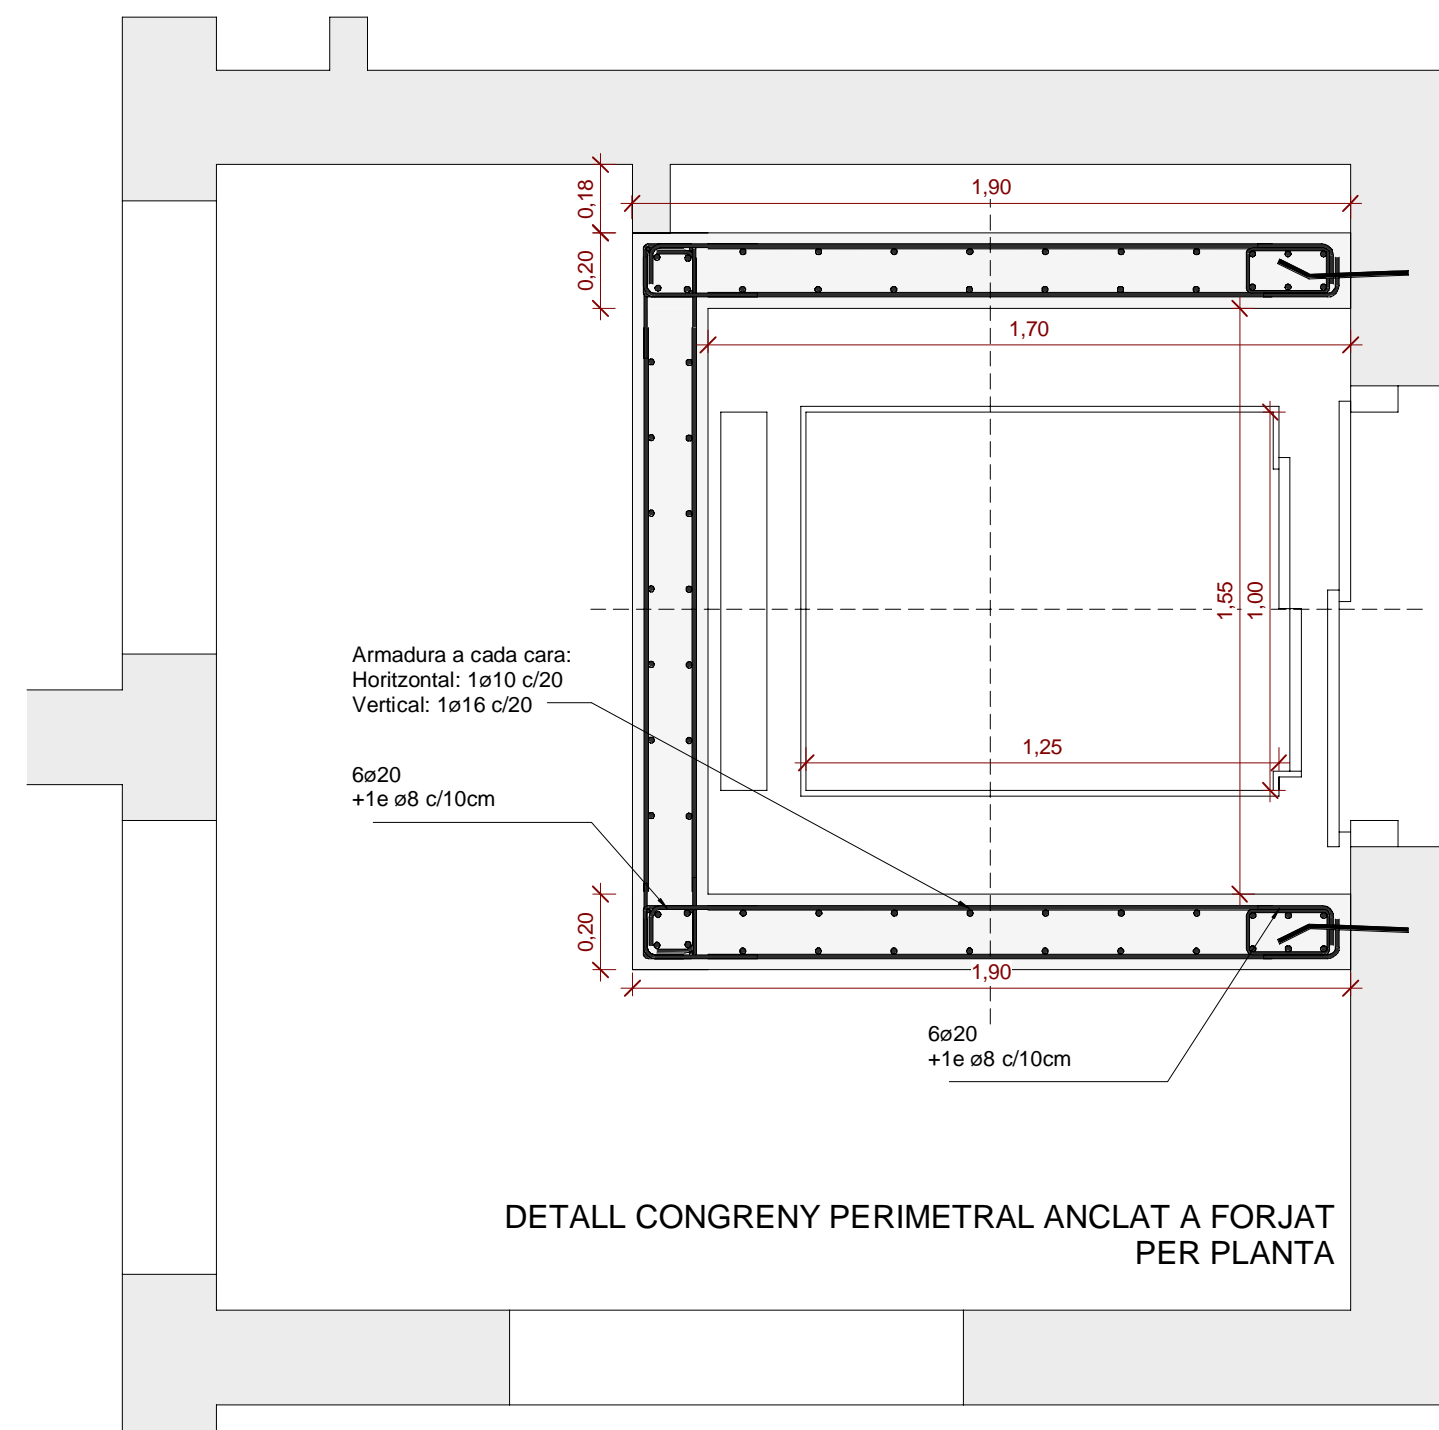 1,90
0,18
0,20
1,70
1,55
1,00
Armadura a cada cara:
Horitzontal: 1ø10 c/20
Vertical: 1ø16 c/20
1,25
6ø20
+1e ø8 c/10cm
0,20
1,90
6ø20
+1e ø8 c/10cm
DETALL CONGRENY PERIMETRAL ANCLAT A FORJAT
PER PLANTA